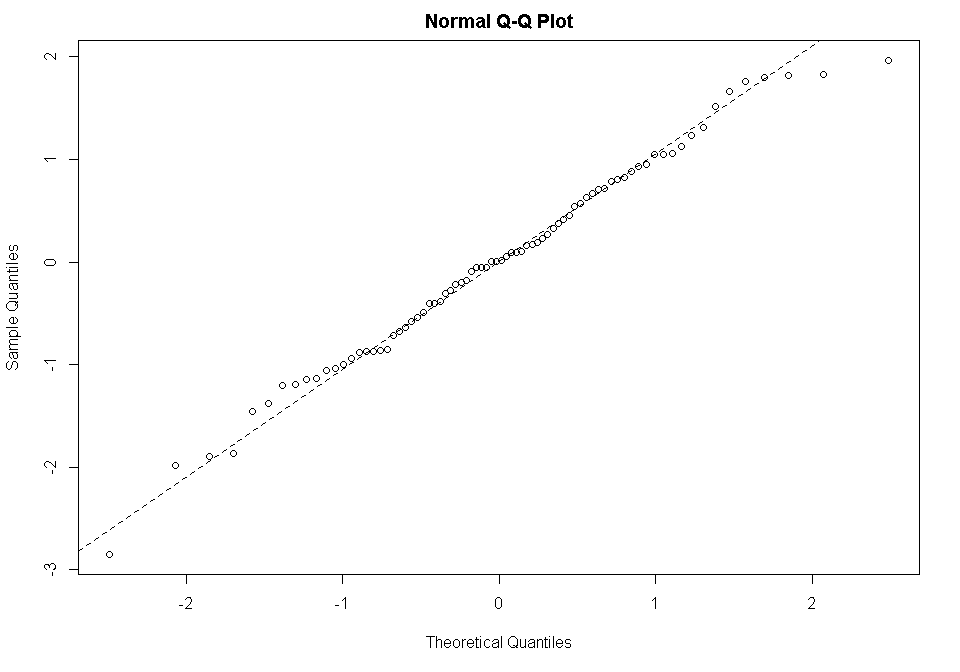 Normal Q-Q Plot
2
1
0
-1
-2
-3
Sample Quantiles
-2 -1 0 1 2
Theoretical Quantiles